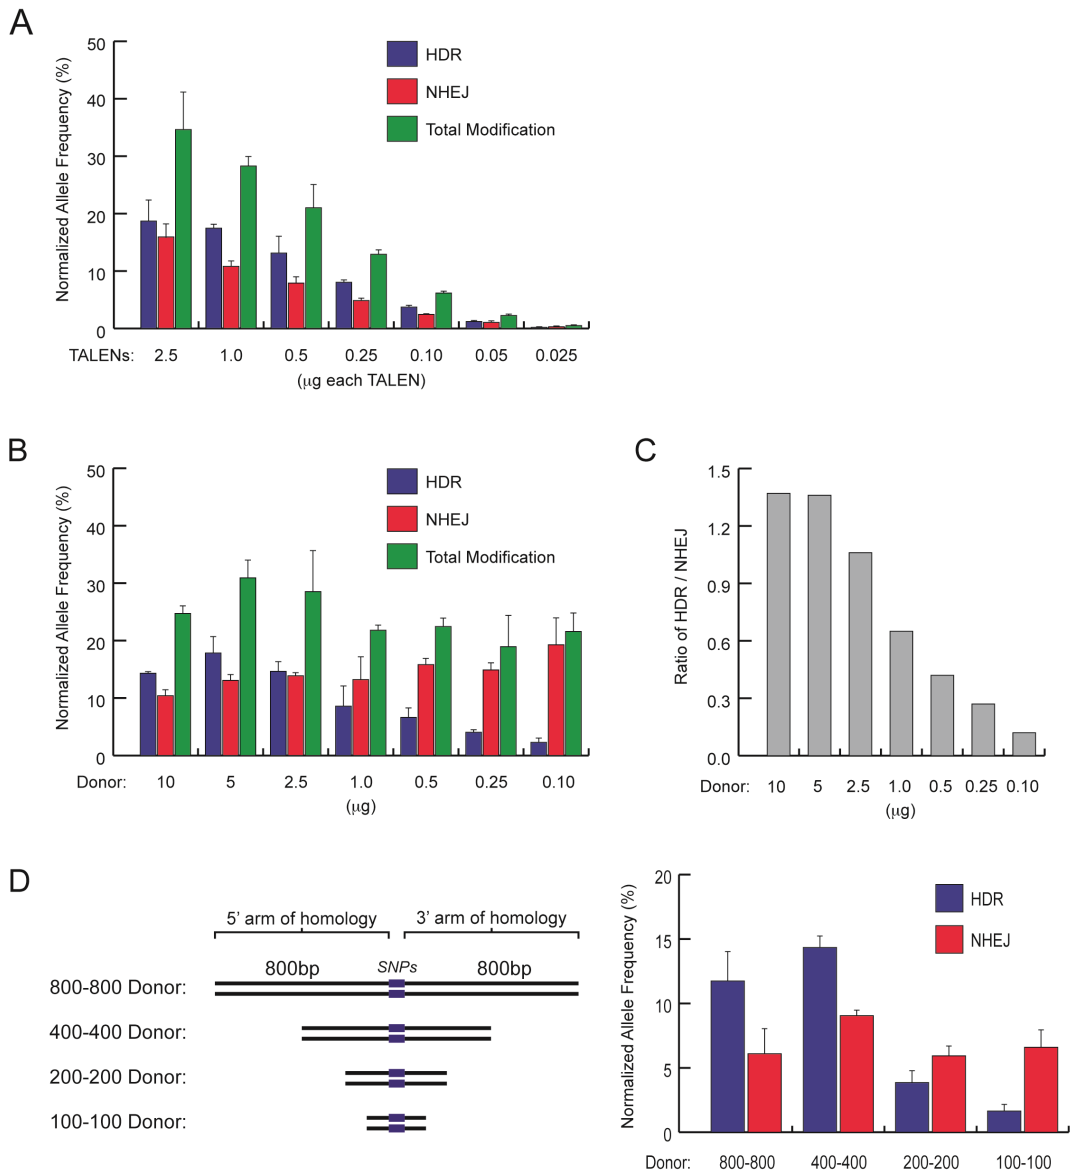 A
50
40
30
20
10
0
Normalized Allele Frequency (%)
HDR
NHEJ
Total Modification
TALENs: 2.5 1.0 0.5 0.25 0.10 0.05 0.025
(μg each TALEN)
B
50
40
30
20
10
0
Normalized Allele Frequency (%)
HDR
NHEJ
Total Modification
Donor: 10 5 2.5 1.0 0.5 0.25 0.10
(μg)
C
1.5
1.2
0.9
0.6
0.3
0.0
Ratio of HDR / NHEJ
Donor: 10 5 2.5 1.0 0.5 0.25 0.10
(μg)
D
5’ arm of homology 3’ arm of homology
800bp SNPs 800bp
800-800 Donor:
400-400 Donor:
200-200 Donor:
100-100 Donor:
20
15
10
5
0
Normalized Allele Frequency (%)
HDR
NHEJ
Donor: 800-800 400-400 200-200 100-100